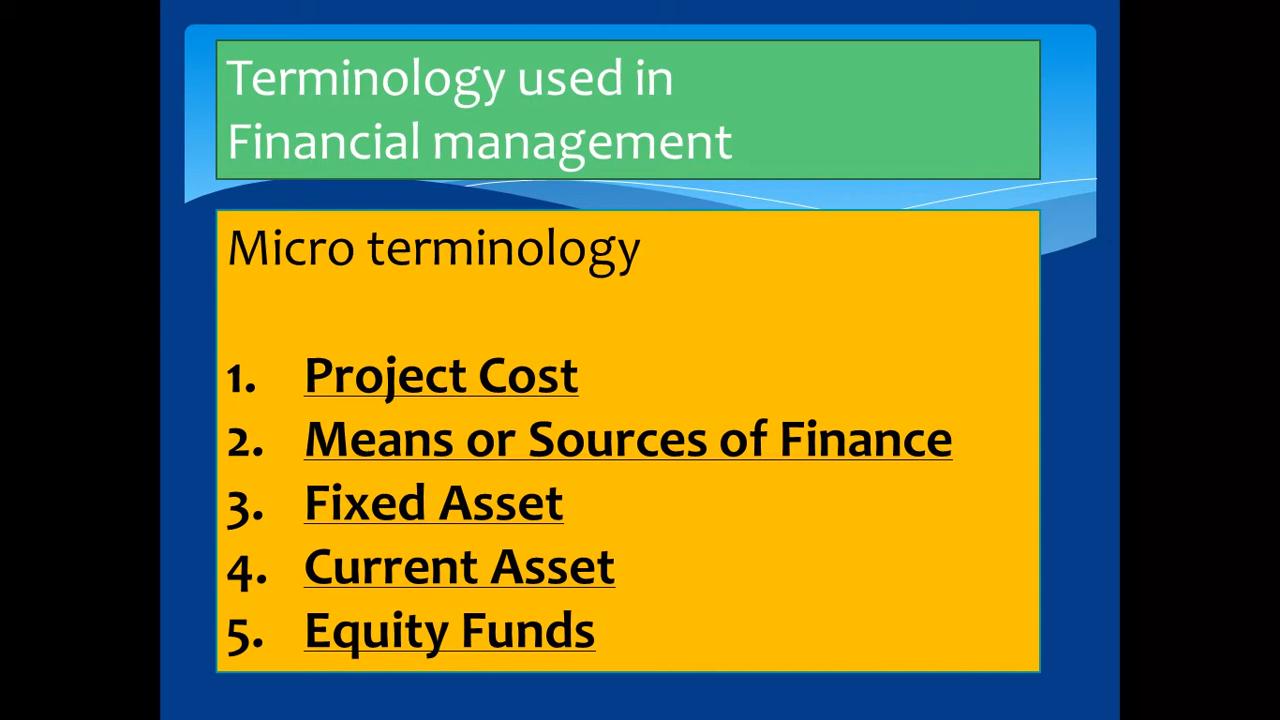 Terminology used in
Financial management
Micro terminology
1. Project Cost
2. Means or Sources of Finance
3. Fixed Asset
4. Current Asset
5. Equity Funds